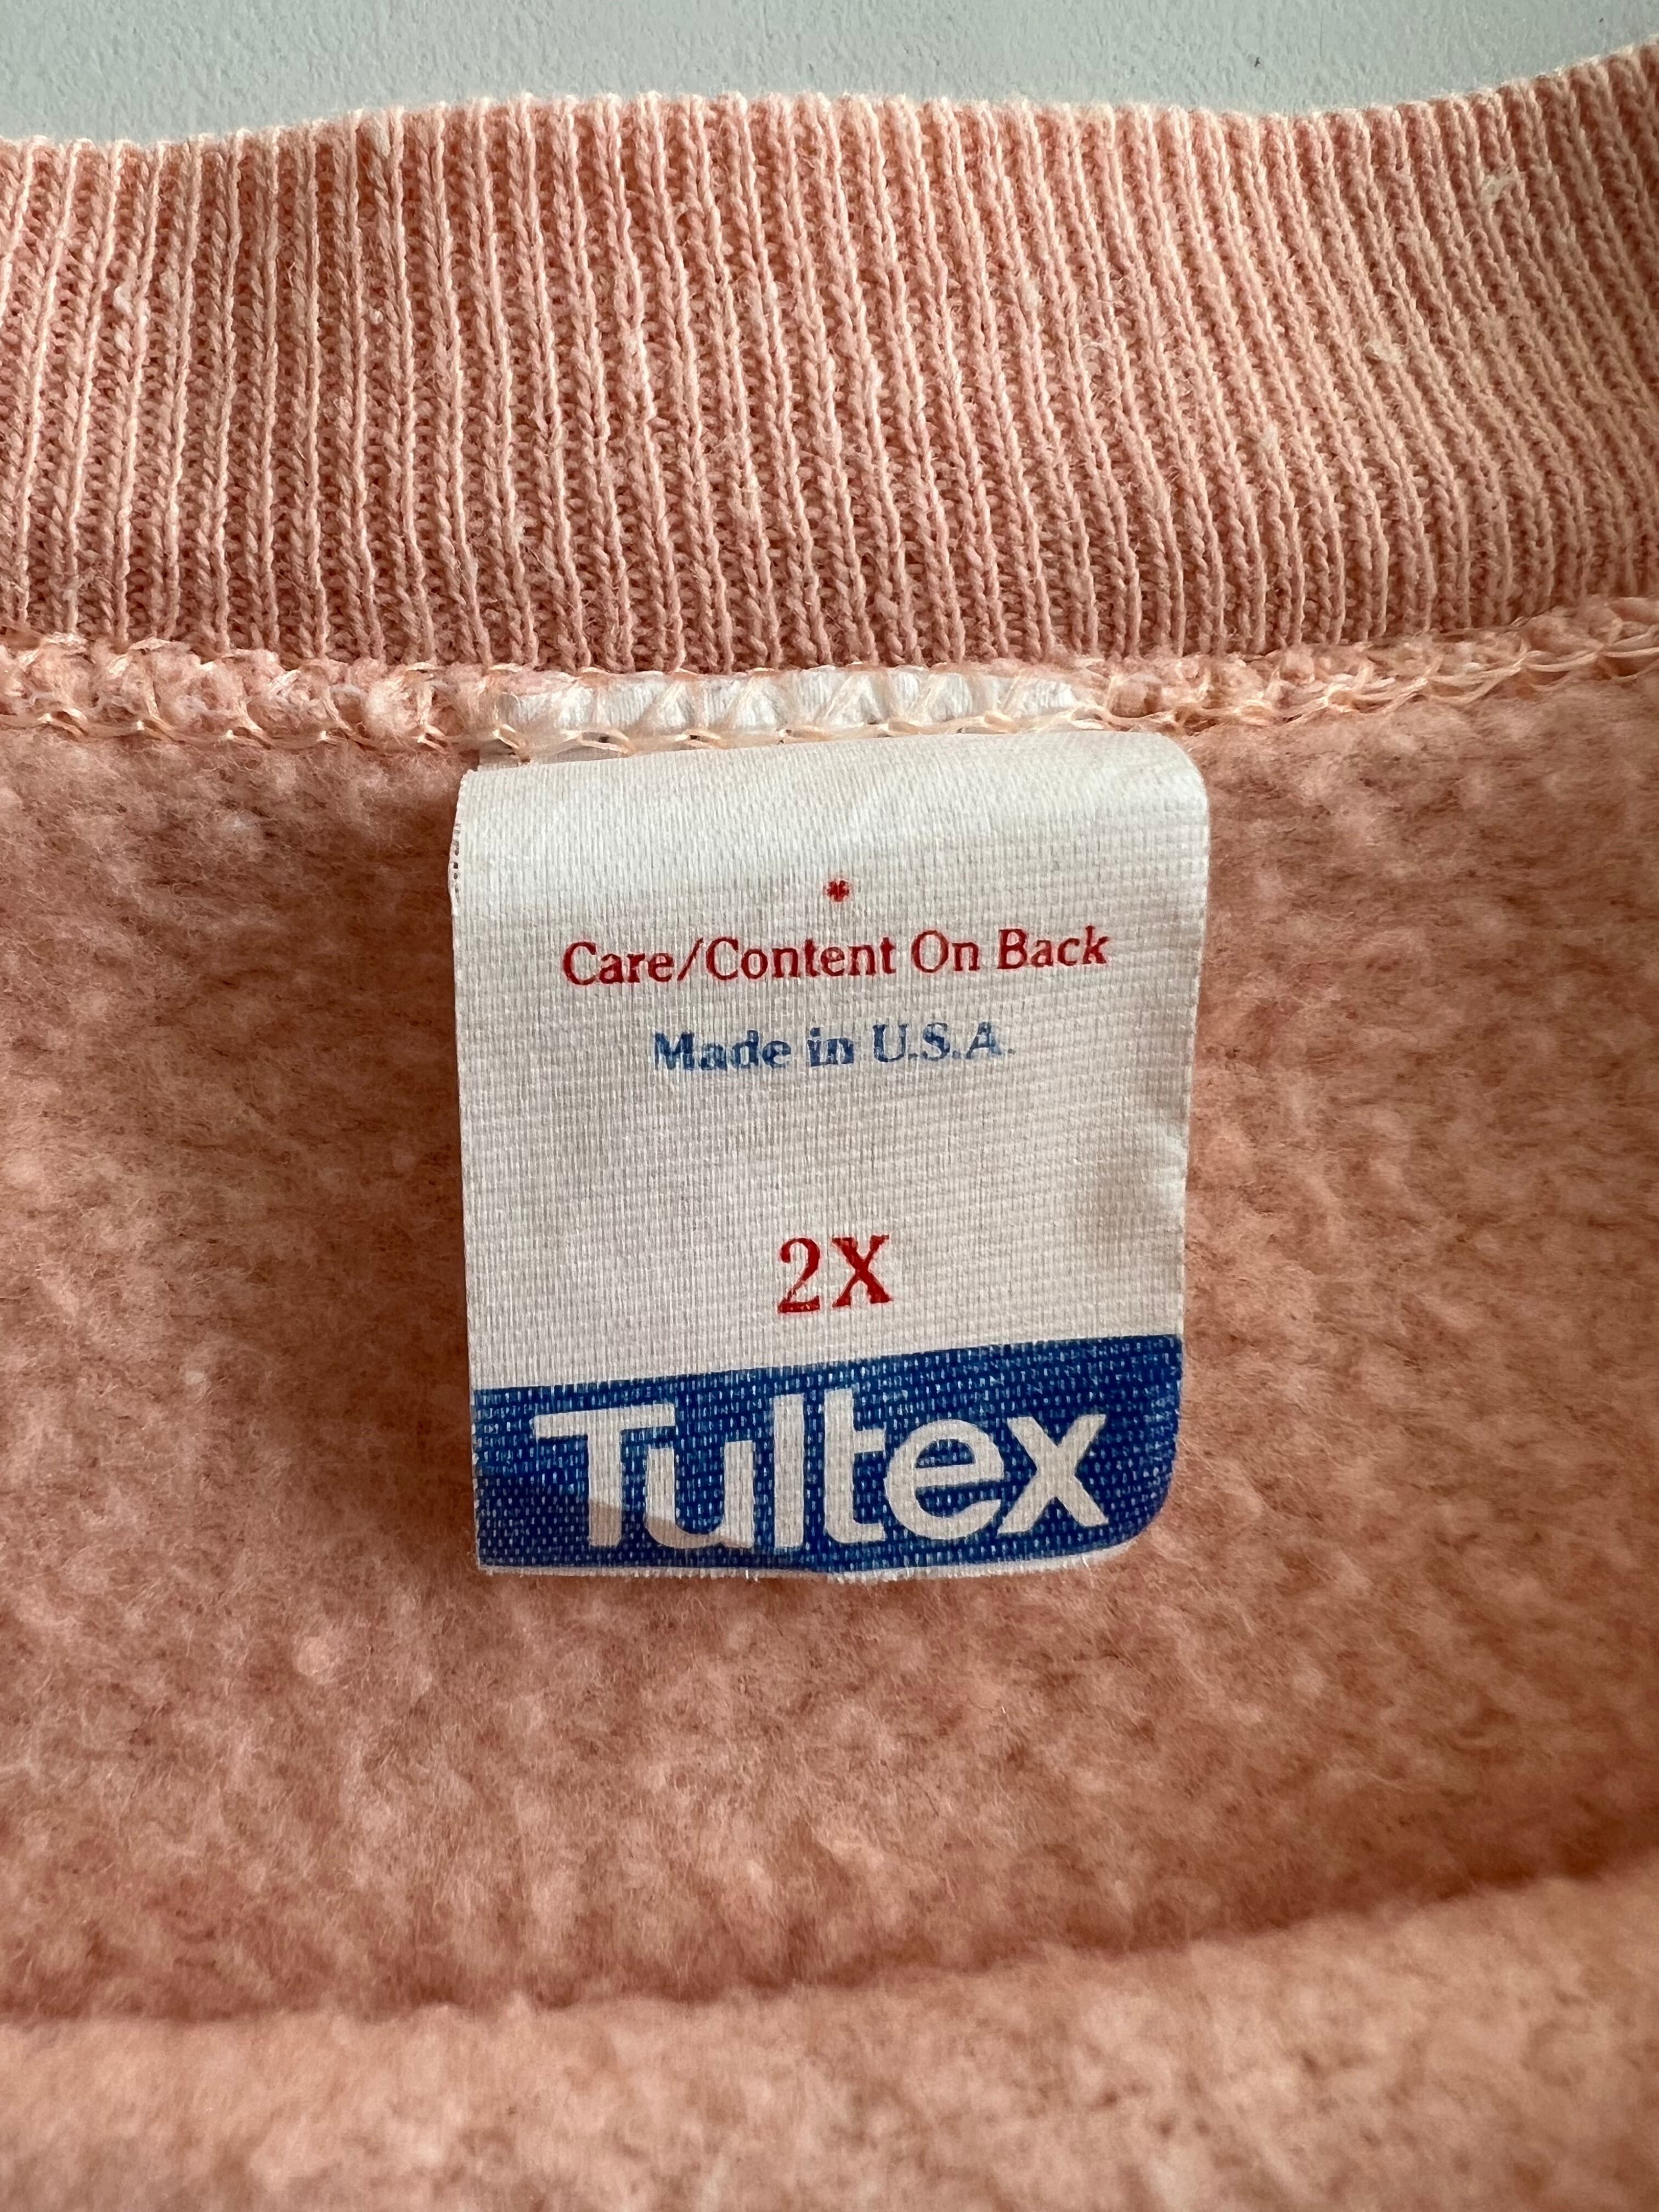 *
Care/Content On Back
Made in U.S.A.
2X
Tultex